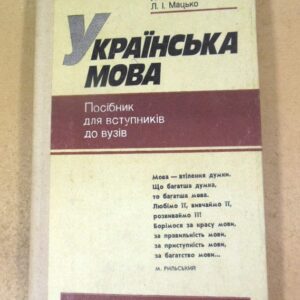 Л. І. Мацько
УКРАЇНСЬКА
МОВА
Посібник
для вступників
до вузів
Мова — втілення думки.
Що багатша думка,
то багатша мова.
Любімо її, вивчаймо її,
розвиваймо її!
Борімося за красу мови,
за правильність мови,
за приступність мови,
за багатство мови...
М. РИЛЬСЬКИЙ